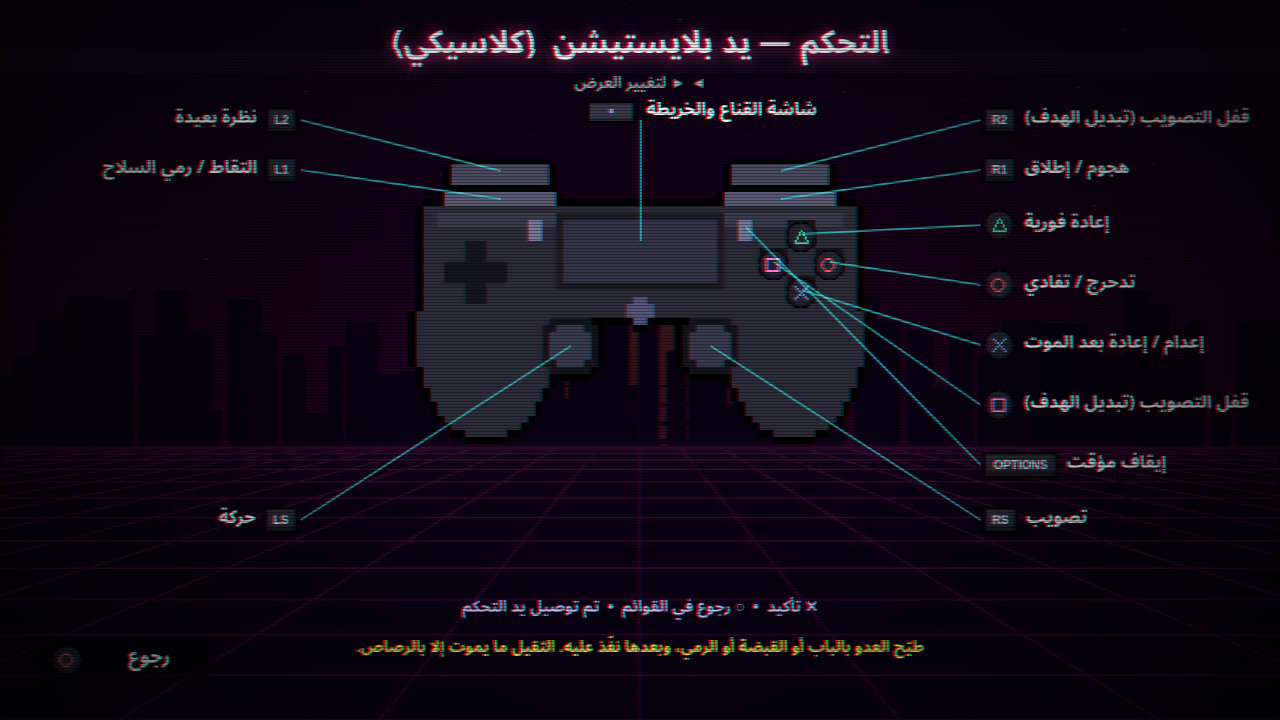 التحكم — يد بلايستيشن (كلاسيكي)
◄ ► لتغيير العرض
شاشة القناع والخريطة
قفل التصويب (تبديل الهدف) R2
هجوم / إطلاق R1
إعادة فورية
تدحرج / تفادي
إعدام / إعادة بعد الموت
قفل التصويب (تبديل الهدف)
إيقاف مؤقت OPTIONS
تصويب RS
L2 نظرة بعيدة
L1 التقاط / رمي السلاح
LS حركة
✕ تأكيد • ○ رجوع في القوائم • تم توصيل يد التحكم
طيّح العدو بالباب أو القبضة أو الرمي، وبعدها نفّذ عليه. الثقيل ما يموت إلا بالرصاص.
رجوع